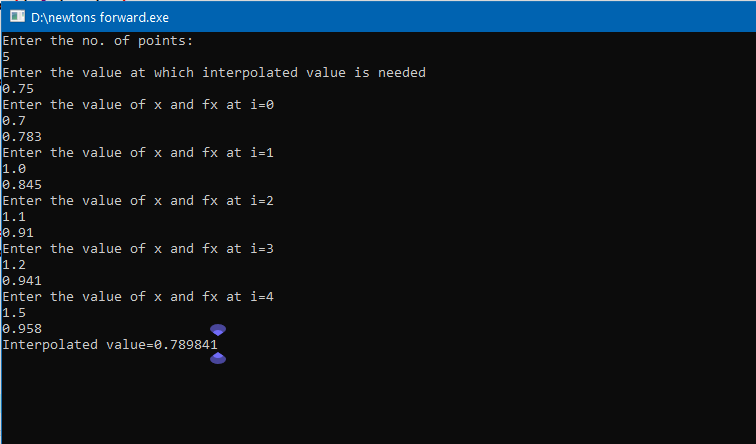 D:\newtons forward.exe
Enter the no. of points:
5
Enter the value at which interpolated value is needed
0.75
Enter the value of x and fx at i=0
0.7
0.783
Enter the value of x and fx at i=1
1.0
0.845
Enter the value of x and fx at i=2
1.1
0.91
Enter the value of x and fx at i=3
1.2
0.941
Enter the value of x and fx at i=4
1.5
0.958
Interpolated value=0.789841